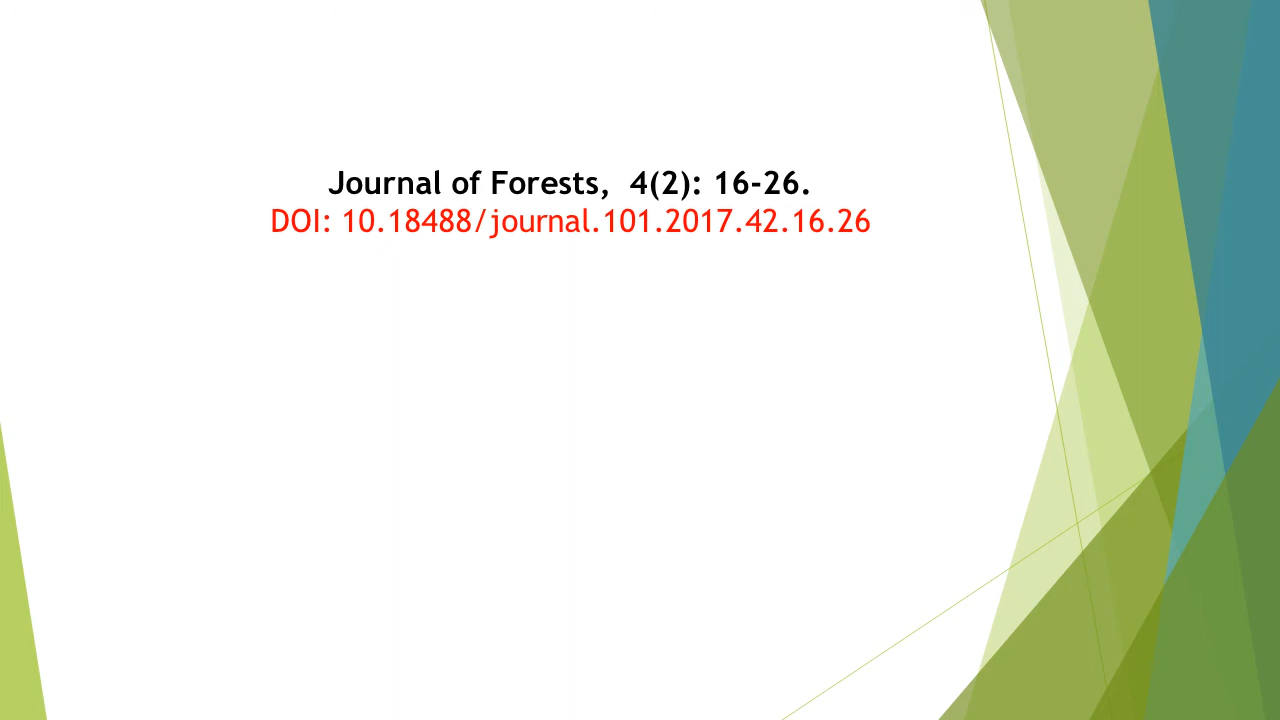 Journal of Forests,  4(2): 16-26.
DOI: 10.18488/journal.101.2017.42.16.26